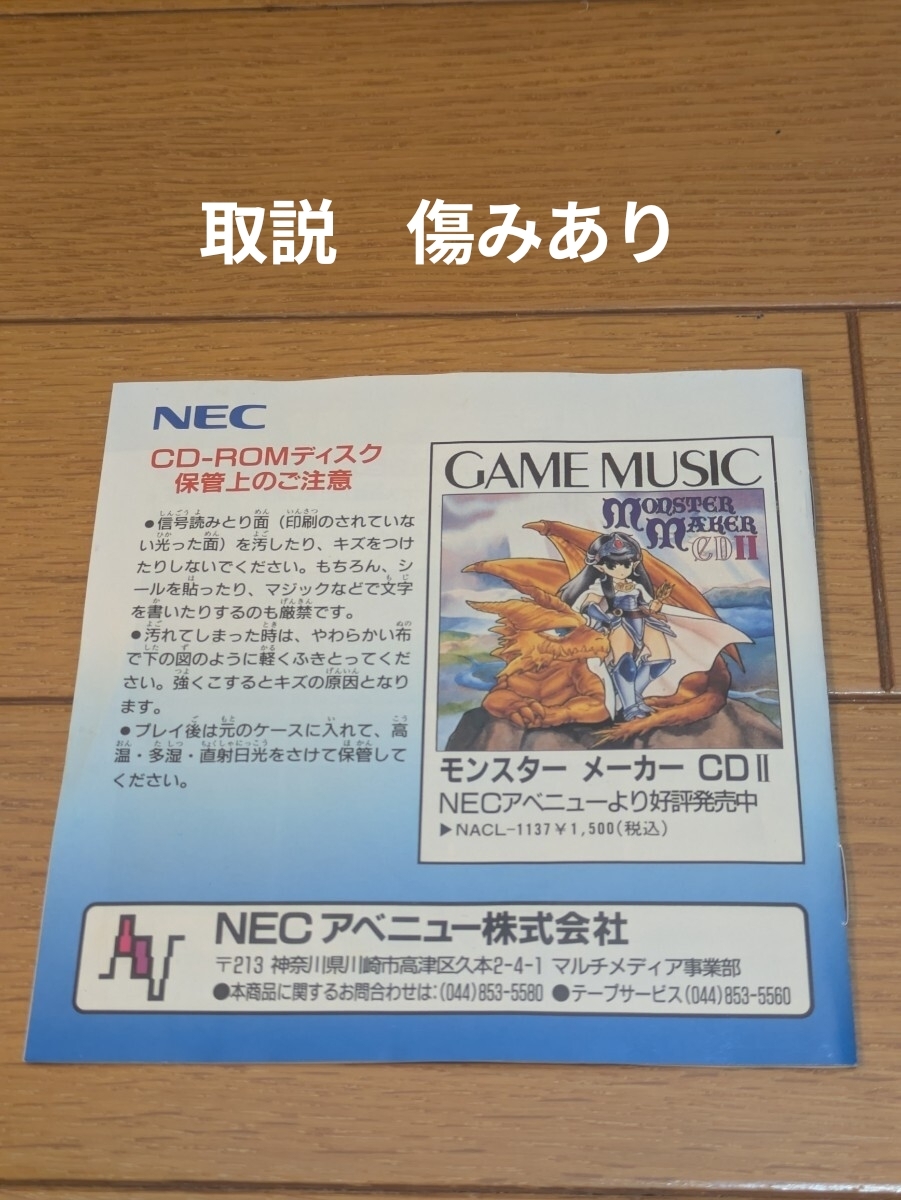 取説　傷みあり
NEC
CD-ROMディスク
保管上のご注意
●信号読みとり面（印刷のされていな
い光った面）を汚したり、キズをつけ
たりしないでください。もちろん、シ
ールを貼ったり、マジックなどで文字
を書いたりするのも厳禁です。
●汚れてしまった時は、やわらかい布
で下の図のように軽くふきとってくだ
さい。強くこするとキズの原因となり
ます。
●プレイ後は元のケースに入れて、高
温・多湿・直射日光をさけて保管して
ください。
GAME MUSIC
MONSTER
MAKER
CD II
モンスター メーカー CDⅡ
NECアベニューより好評発売中
▶NACL-1137￥1,500(税込)
NECアベニュー株式会社
〒213 神奈川県川崎市高津区久本2-4-1 マルチメディア事業部
●本商品に関するお問合わせは:(044)853-5580 ●テープサービス(044)853-5560